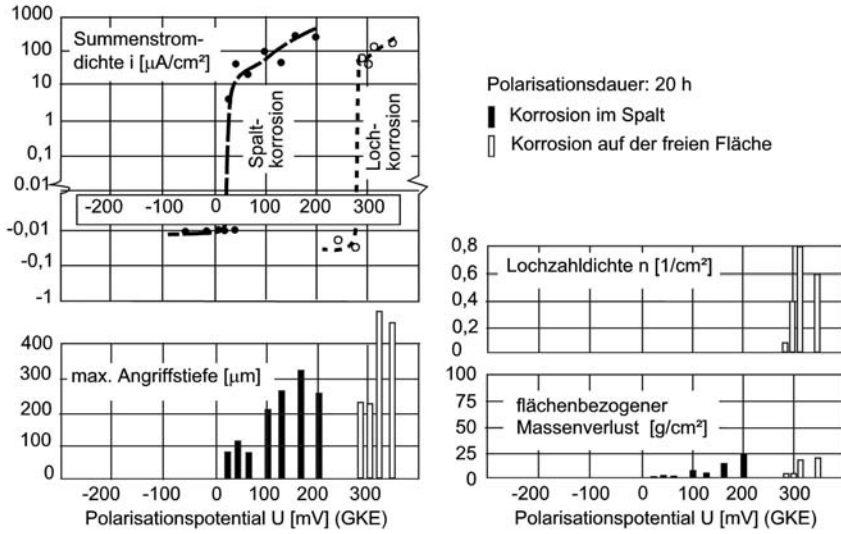 1000
100
10
1
0,1
0.01
-0,01
-0,1
-1
Summenstrom-
dichte i [µA/cm²]
Spalt-
korrosion
Loch-
korrosion
-200 -100 0 100 200 300
Polarisationsdauer: 20 h
Korrosion im Spalt
Korrosion auf der freien Fläche
400
300
200
100
0
max. Angriffstiefe [µm]
-200 -100 0 100 200 300
Polarisationspotential U [mV] (GKE)
0,8
0,6
0,4
0,2
0
Lochzahldichte n [1/cm²]
100
75
50
25
0
flächenbezogener
Massenverlust [g/cm²]
-200 -100 0 100 200 300
Polarisationspotential U [mV] (GKE)